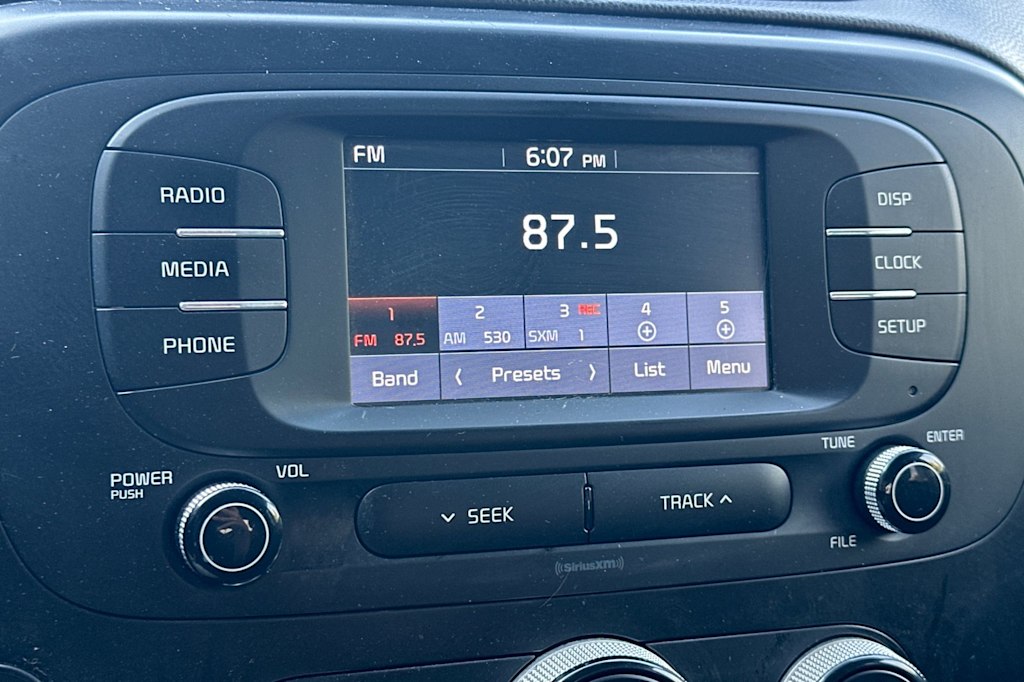 FM 6:07 PM
87.5
1 2 3 REC 4 5
FM 87.5 AM 530 SXM 1
Band Presets List Menu
RADIO
MEDIA
PHONE
DISP
CLOCK
SETUP
POWER
PUSH
VOL
SEEK
TRACK
TUNE
ENTER
FILE
SiriusXM